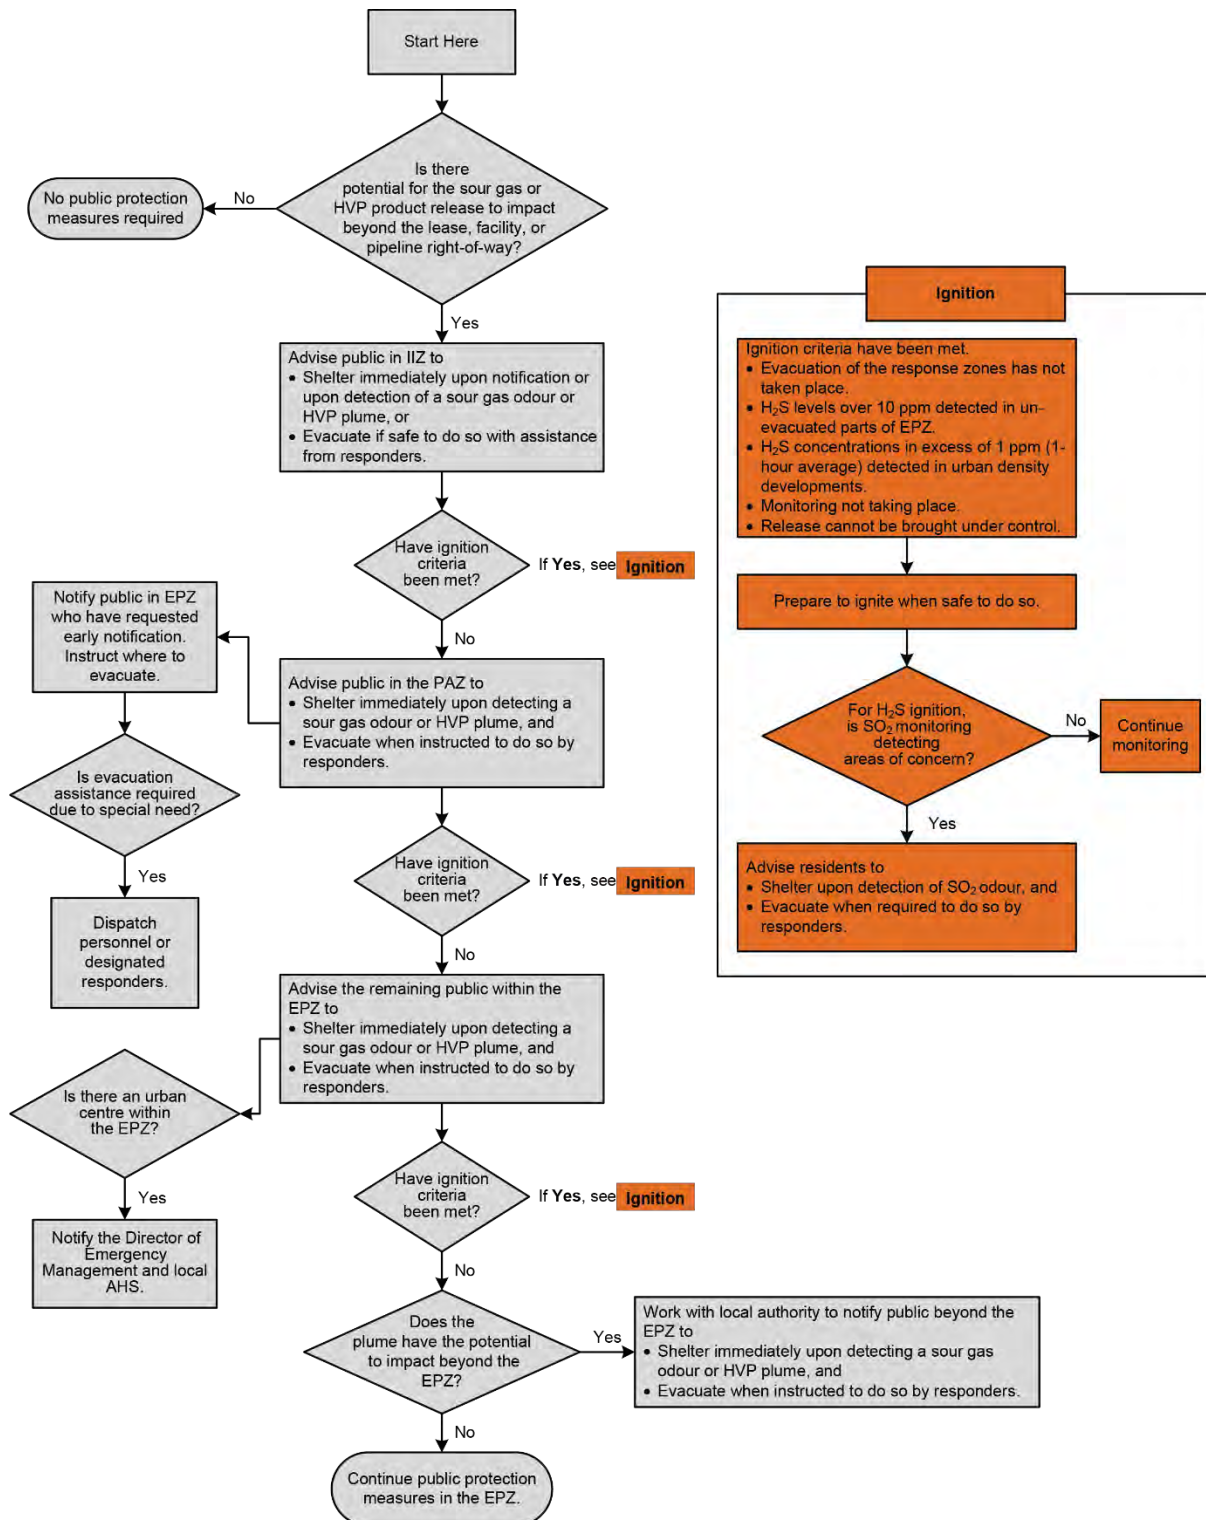 Start Here
Is there
potential for the sour gas or
HVP product release to impact
beyond the lease, facility, or
pipeline right-of-way?
No
No public protection
measures required
Yes
Advise public in IIZ to
• Shelter immediately upon notification or
upon detection of a sour gas odour or
HVP plume, or
• Evacuate if safe to do so with assistance
from responders.
Have ignition
criteria
been met?
If Yes, see Ignition
No
Notify public in EPZ
who have requested
early notification.
Instruct where to
evacuate.
Advise public in the PAZ to
• Shelter immediately upon detecting a
sour gas odour or HVP plume, and
• Evacuate when instructed to do so by
responders.
Is evacuation
assistance required
due to special need?
Yes
Dispatch
personnel or
designated
responders.
Have ignition
criteria
been met?
If Yes, see Ignition
No
Advise the remaining public within the
EPZ to
• Shelter immediately upon detecting a
sour gas odour or HVP plume, and
• Evacuate when instructed to do so by
responders.
Is there an urban
centre within
the EPZ?
Yes
Notify the Director of
Emergency
Management and local
AHS.
Have ignition
criteria
been met?
If Yes, see Ignition
No
Does the
plume have the potential
to impact beyond the
EPZ?
Yes
Work with local authority to notify public beyond the
EPZ to
• Shelter immediately upon detecting a sour gas
odour or HVP plume, and
• Evacuate when instructed to do so by responders.
No
Continue public protection
measures in the EPZ.
Ignition
Ignition criteria have been met.
• Evacuation of the response zones has not
taken place.
• H₂S levels over 10 ppm detected in un-
evacuated parts of EPZ.
• H₂S concentrations in excess of 1 ppm (1-
hour average) detected in urban density
developments.
• Monitoring not taking place.
• Release cannot be brought under control.
Prepare to ignite when safe to do so.
For H₂S ignition,
is SO₂ monitoring
detecting
areas of concern?
No
Continue
monitoring
Yes
Advise residents to
• Shelter upon detection of SO₂ odour, and
• Evacuate when required to do so by
responders.